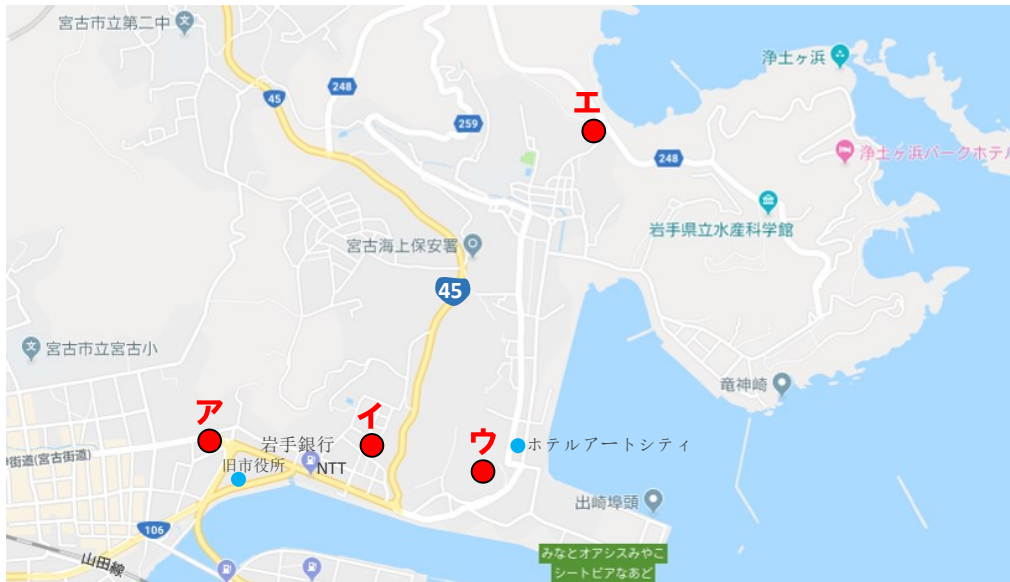 宮古市立第二中
浄土ヶ浜
248
45
エ
259
248
浄土ヶ浜パークホテ
岩手県立水産科学館
宮古海上保安署
45
宮古市立宮古小
竜神崎
ア
イ
岩手銀行
ウ
ホテルアートシティ
街道(宮古街道)
旧市役所
NTT
出崎埠頭
106
みなとオアシスみやこ
シートピアなあど
山田線